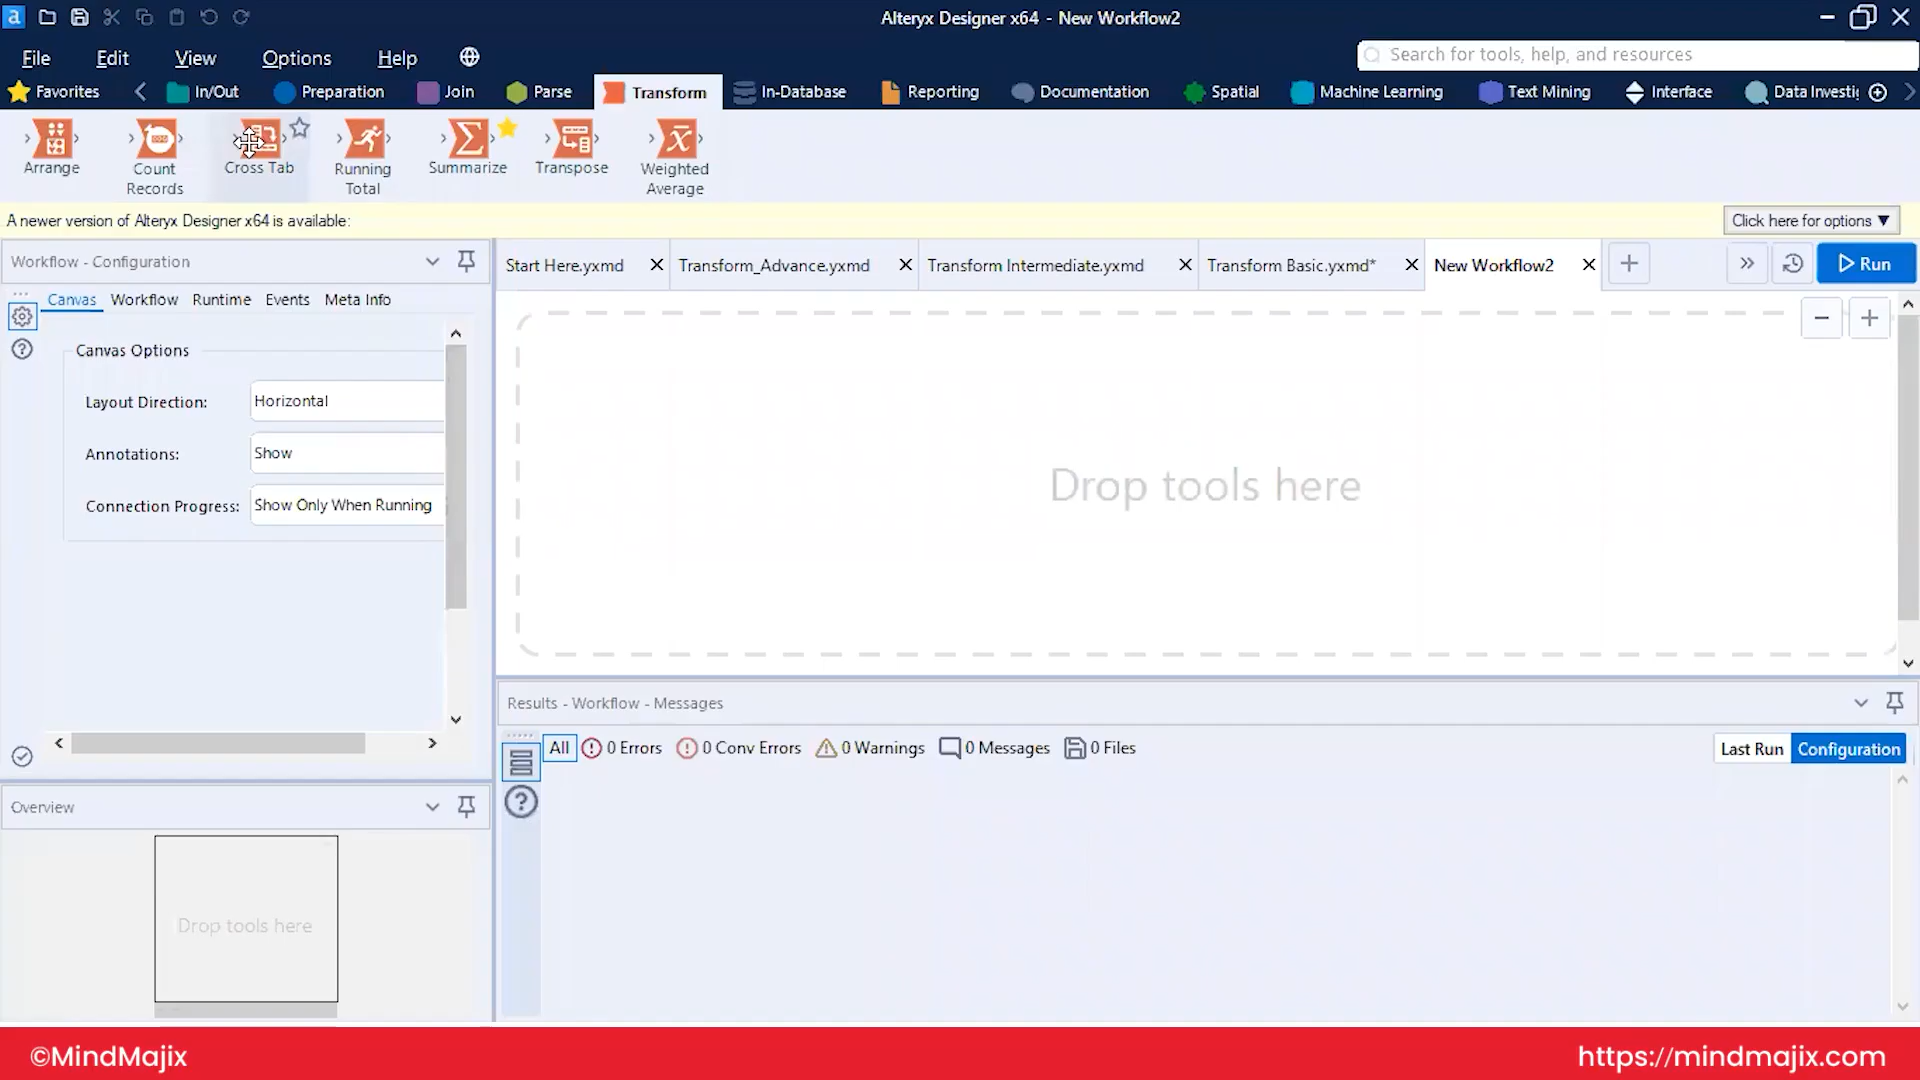 Alteryx Designer x64 - New Workflow2
File Edit View Options Help
Search for tools, help, and resources
Favorites In/Out Preparation Join Parse Transform In-Database Reporting Documentation Spatial Machine Learning Text Mining Interface Data Investi
Arrange
Count
Records
Cross Tab
Running
Total
Summarize
Transpose
Weighted
Average
A newer version of Alteryx Designer x64 is available:
Click here for options ▼
Workflow - Configuration
Start Here.yxmd Transform_Advance.yxmd Transform Intermediate.yxmd Transform Basic.yxmd* New Workflow2
Run
Canvas Workflow Runtime Events Meta Info
Canvas Options
Layout Direction: Horizontal
Annotations: Show
Connection Progress: Show Only When Running
Drop tools here
Results - Workflow - Messages
All 0 Errors 0 Conv Errors 0 Warnings 0 Messages 0 Files
Last Run Configuration
Overview
Drop tools here
©MindMajix
https://mindmajix.com